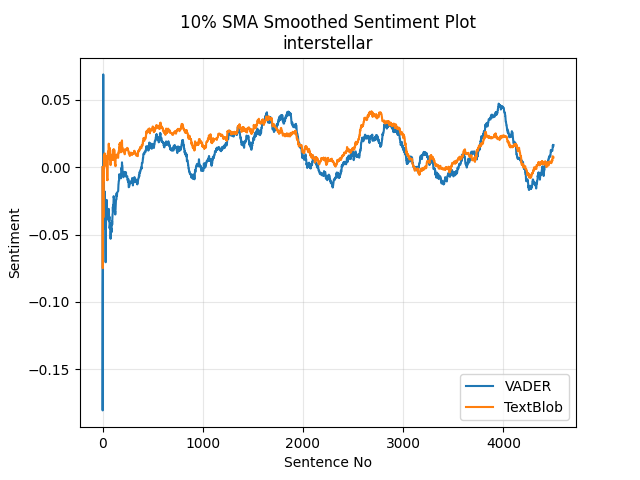 10% SMA Smoothed Sentiment Plot
interstellar
0.05
0.00
−0.05
−0.10
−0.15
Sentiment
0
1000
2000
3000
4000
Sentence No
VADER
TextBlob